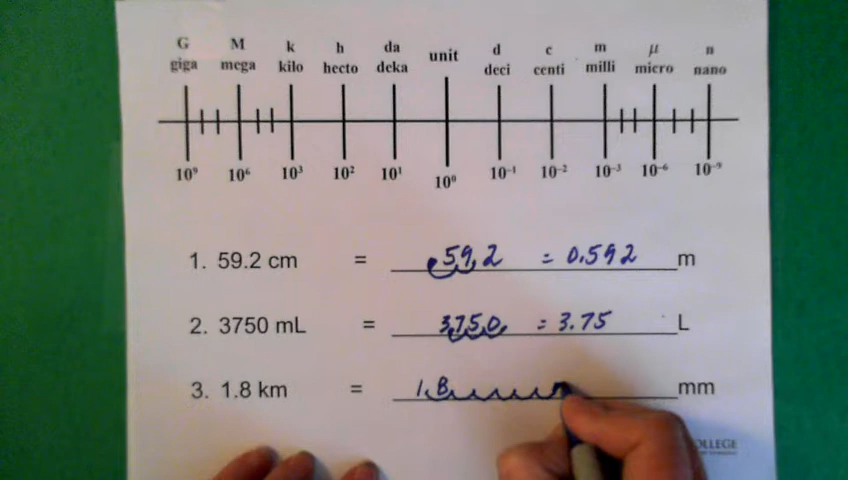 G M k h da unit d c m μ n
giga mega kilo hecto deka deci centi milli micro nano
10⁹ 10⁶ 10³ 10² 10¹ 10⁰ 10⁻¹ 10⁻² 10⁻³ 10⁻⁶ 10⁻⁹
1. 59.2 cm = 59.2 = 0.592 m
2. 3750 mL = 3750. = 3.75 L
3. 1.8 km = 1.8 mm
OLLEGE